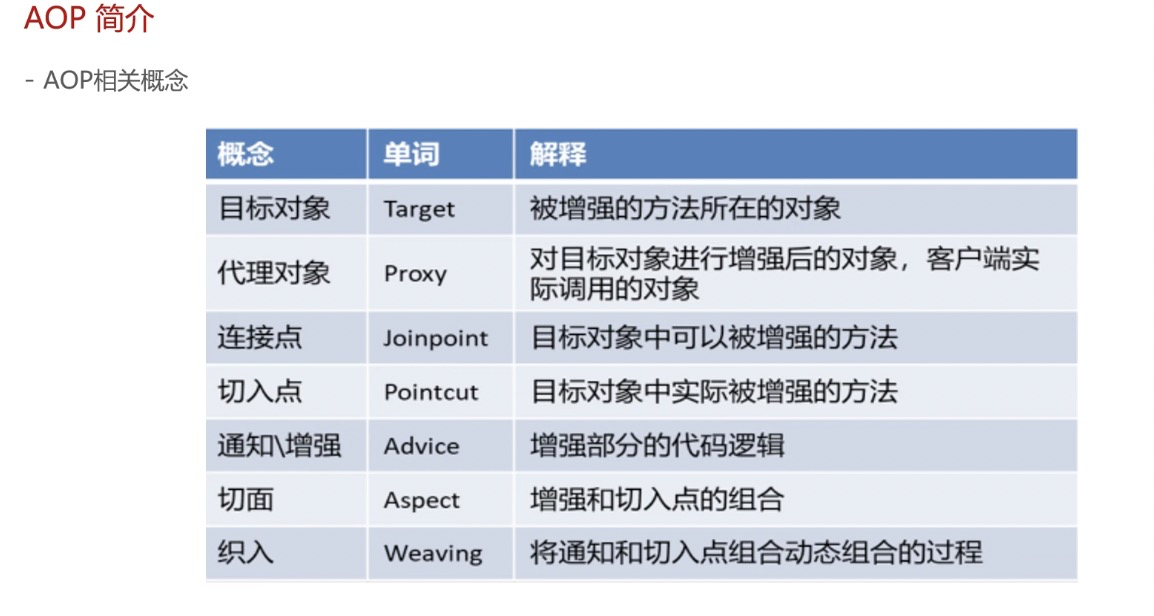 AOP 简介
- AOP相关概念
概念 单词 解释
目标对象 Target 被增强的方法所在的对象
代理对象 Proxy 对目标对象进行增强后的对象，客户端实
际调用的对象
连接点 Joinpoint 目标对象中可以被增强的方法
切入点 Pointcut 目标对象中实际被增强的方法
通知\增强 Advice 增强部分的代码逻辑
切面 Aspect 增强和切入点的组合
织入 Weaving 将通知和切入点组合动态组合的过程